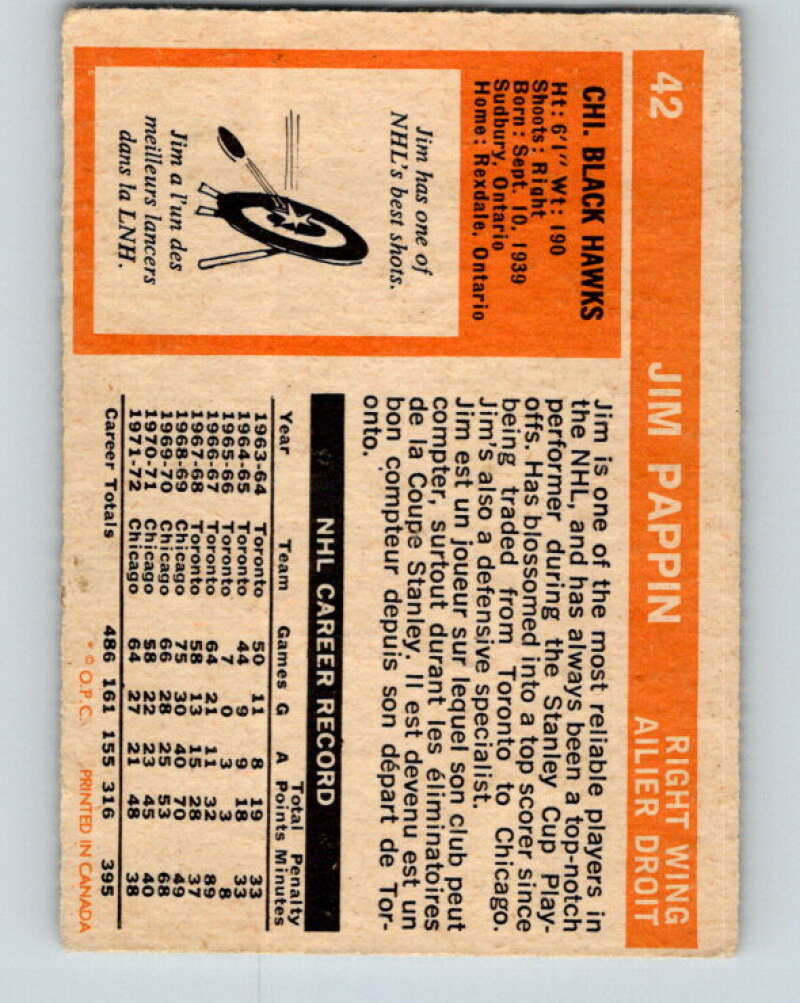 42
JIM PAPPIN
RIGHT WING
AILIER DROIT
CHI. BLACK HAWKS
Ht: 6'1" Wt: 190
Shoots: Right
Born: Sept. 10, 1939
Sudbury, Ontario
Home: Rexdale, Ontario
Jim has one of
NHL's best shots.
Jim a l'un des
meilleurs lancers
dans la LNH.
Jim is one of the most reliable players in
the NHL, and has always been a top-notch
performer during the Stanley Cup Play-
offs. Has blossomed into a top scorer since
being traded from Toronto to Chicago.
Jim's also a defensive specialist.
Jim est un joueur sur lequel son club peut
compter, surtout durant les éliminatoires
de la Coupe Stanley. Il est devenu est un
bon compteur depuis son départ de Tor-
onto.
NHL CAREER RECORD
Total Penalty
Year Team Games G A Points Minutes
1963-64 Toronto 50 11 8 19 33
1964-65 Toronto 44 9 9 18 33
1965-66 Toronto 7 0 3 3 8
1966-67 Toronto 64 21 11 32 89
1967-68 Toronto 58 13 15 28 37
1968-69 Chicago 75 30 40 70 49
1969-70 Chicago 66 28 25 53 68
1970-71 Chicago 58 22 23 45 40
1971-72 Chicago 64 27 21 48 38
Career Totals 486 161 155 316 395
* © O.P.C. PRINTED IN CANADA